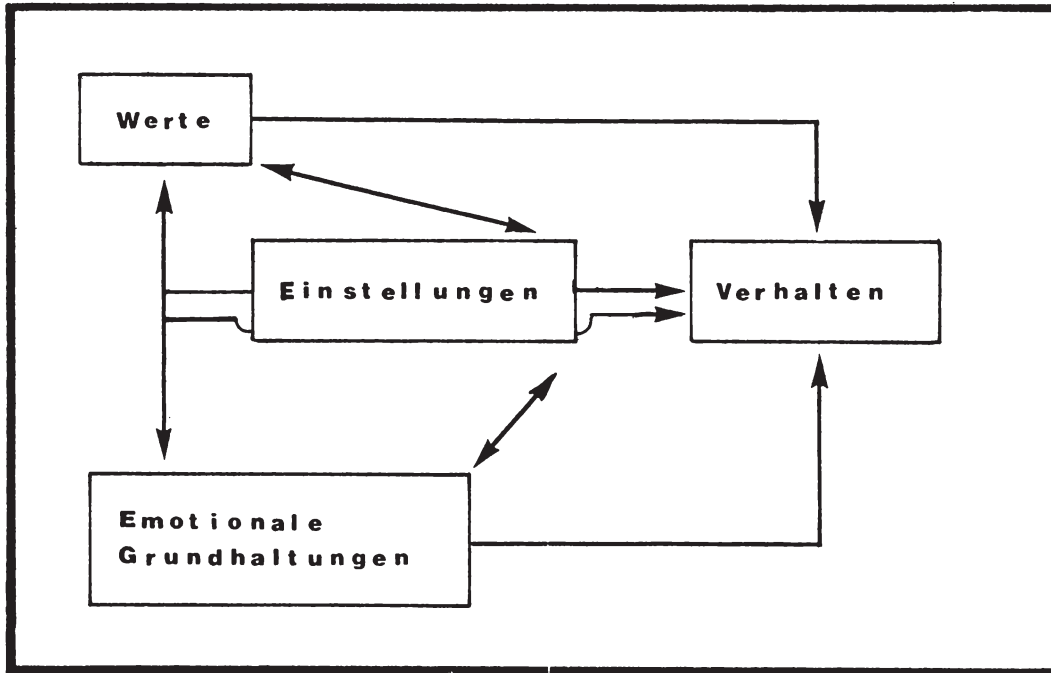 Werte
Einstellungen
Verhalten
Emotionale
Grundhaltungen